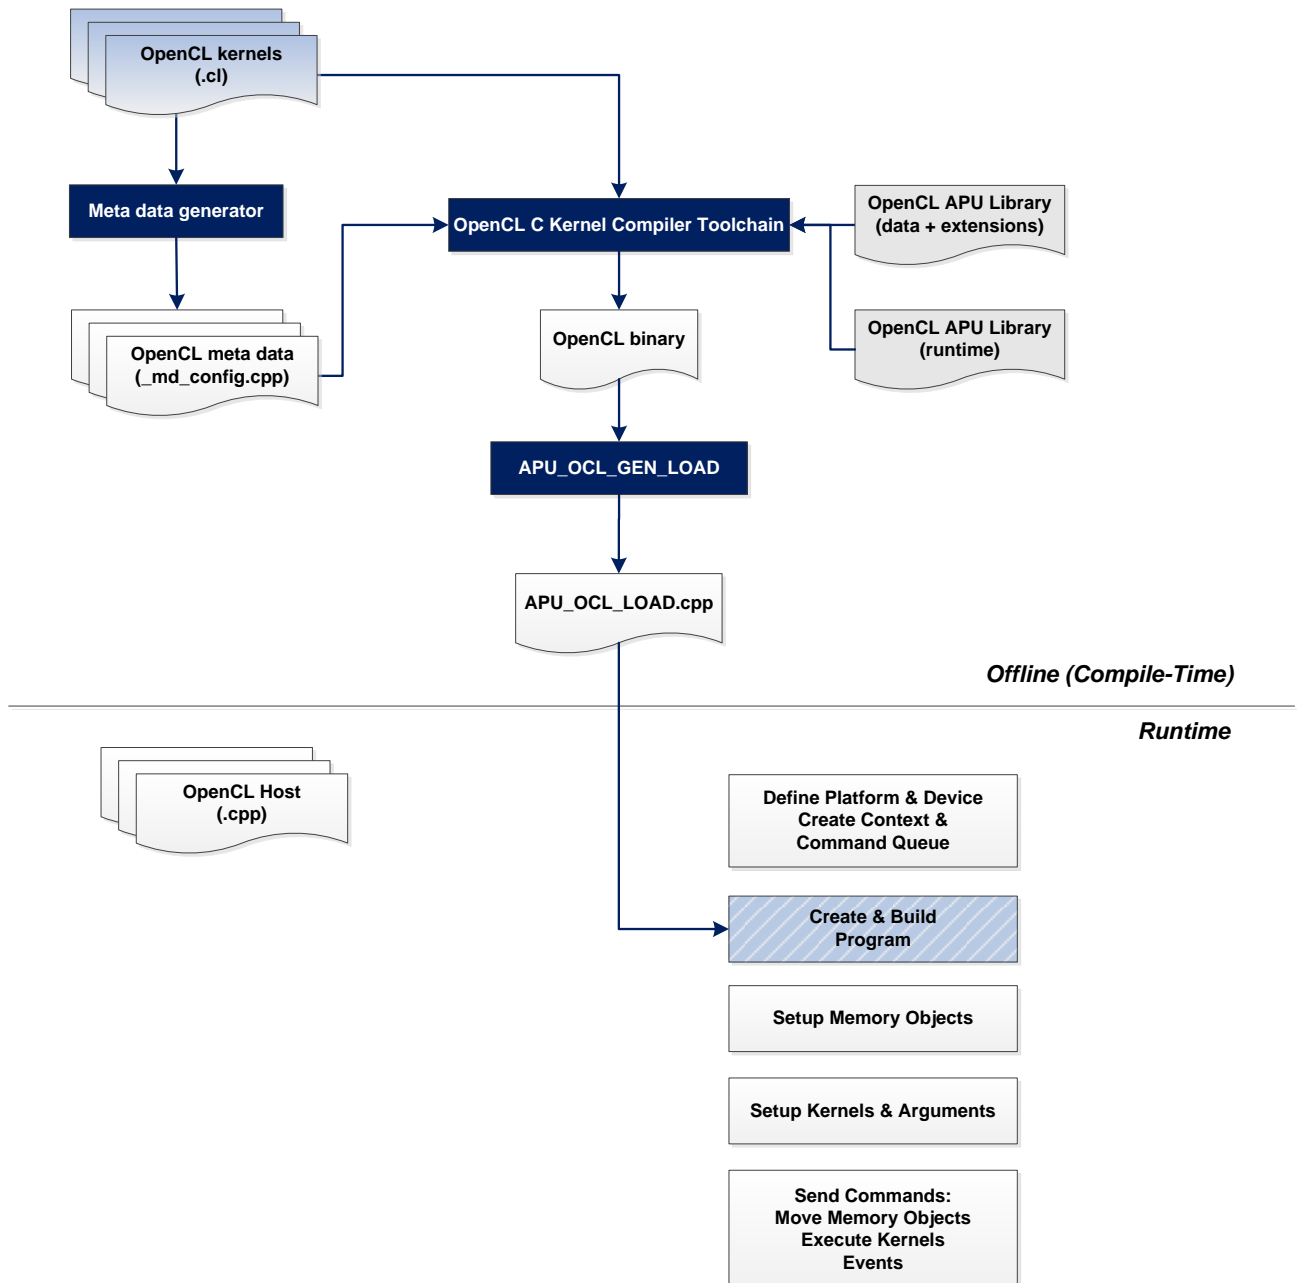 OpenCL kernels
(.cl)
Meta data generator
OpenCL C Kernel Compiler Toolchain
OpenCL APU Library
(data + extensions)
OpenCL meta data
(_md_config.cpp)
OpenCL binary
OpenCL APU Library
(runtime)
APU_OCL_GEN_LOAD
APU_OCL_LOAD.cpp
Offline (Compile-Time)
Runtime
OpenCL Host
(.cpp)
Define Platform & Device
Create Context &
Command Queue
Create & Build
Program
Setup Memory Objects
Setup Kernels & Arguments
Send Commands:
Move Memory Objects
Execute Kernels
Events